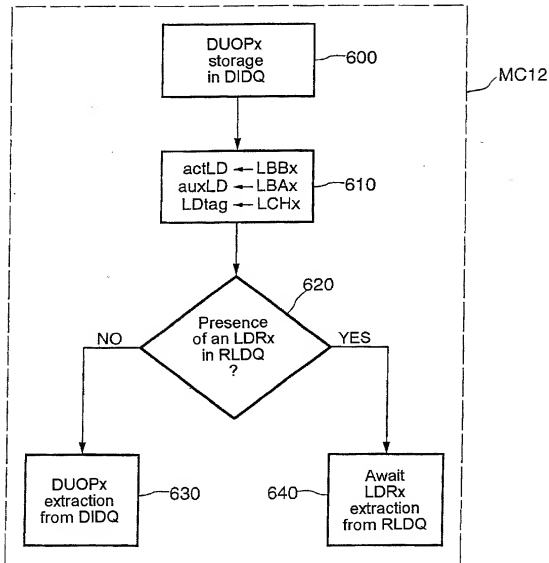 DUOPx
storage
in DIDQ
600
MC12
actLD ← LBBx
auxLD ← LBAx
LDtag ← LCHx
610
620
Presence
of an LDRx
in RLDQ
?
NO
YES
DUOPx
extraction
from DIDQ
630
640
Await
LDRx
extraction
from RLDQ